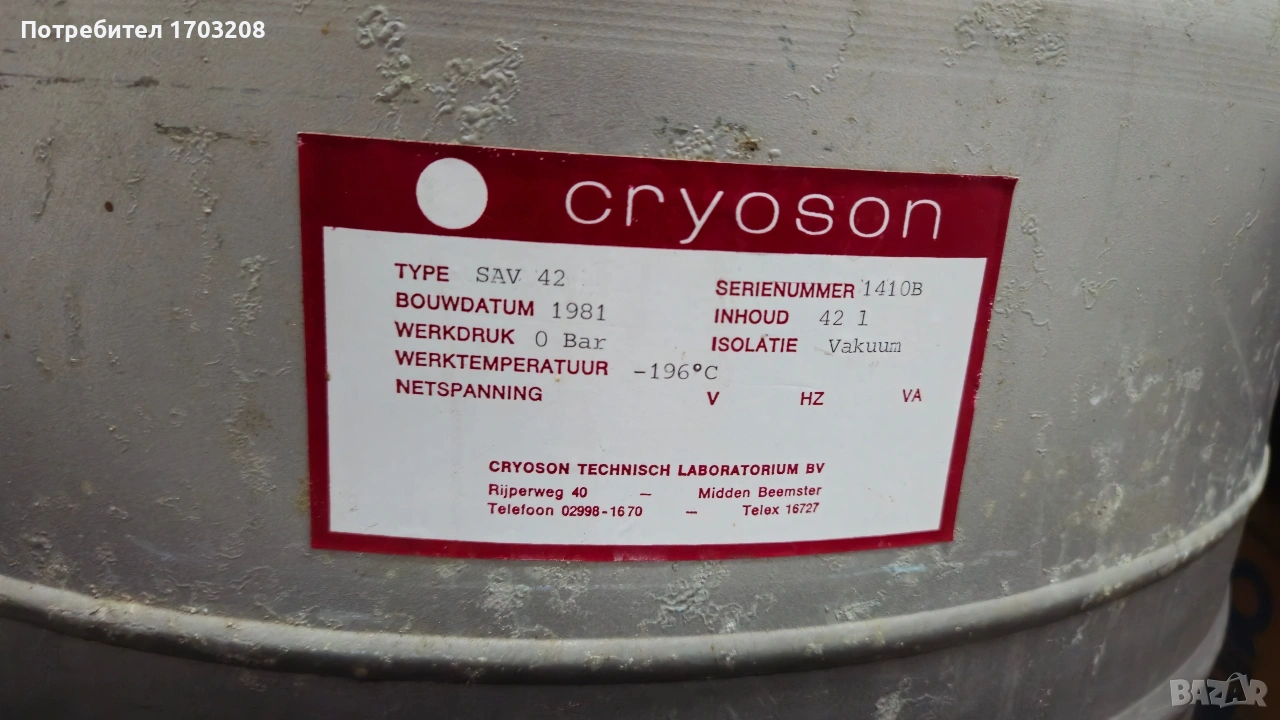 Потребител 1703208
cryoson
TYPE SAV 42
BOUWDATUM 1981
WERKDRUK 0 Bar
WERKTEMPERATUUR -196°C
NETSPANNING V HZ VA
SERIENUMMER 1410B
INHOUD 42 l
ISOLATIE Vakuum
CRYOSON TECHNISCH LABORATORIUM BV
Rijperweg 40 — Midden Beemster
Telefoon 02998-1670 — Telex 16727
BAZAR